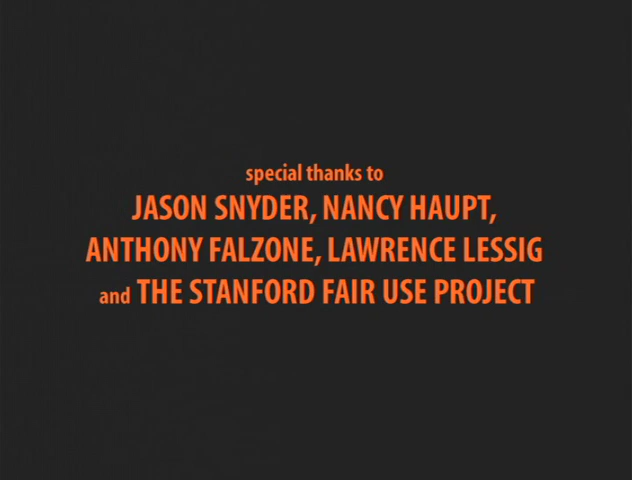 special thanks to
JASON SNYDER, NANCY HAUPT,
ANTHONY FALZONE, LAWRENCE LESSIG
and THE STANFORD FAIR USE PROJECT